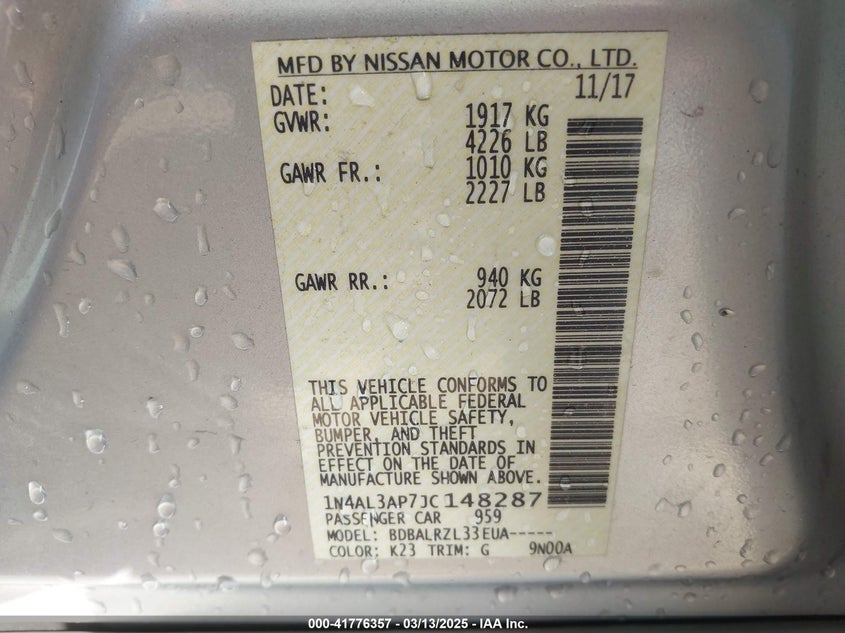 MFD BY NISSAN MOTOR CO., LTD.
DATE: 11/17
GVWR: 1917 KG
4226 LB
GAWR FR.: 1010 KG
2227 LB
GAWR RR.: 940 KG
2072 LB
THIS VEHICLE CONFORMS TO
ALL APPLICABLE FEDERAL
MOTOR VEHICLE SAFETY,
BUMPER, AND THEFT
PREVENTION STANDARDS IN
EFFECT ON THE DATE OF
MANUFACTURE SHOWN ABOVE.
1N4AL3AP7JC148287
PASSENGER CAR 959
MODEL: BDBALRZL33EUA-----
COLOR: K23 TRIM: G 9N00A
000-41776357 - 03/13/2025 - IAA Inc.